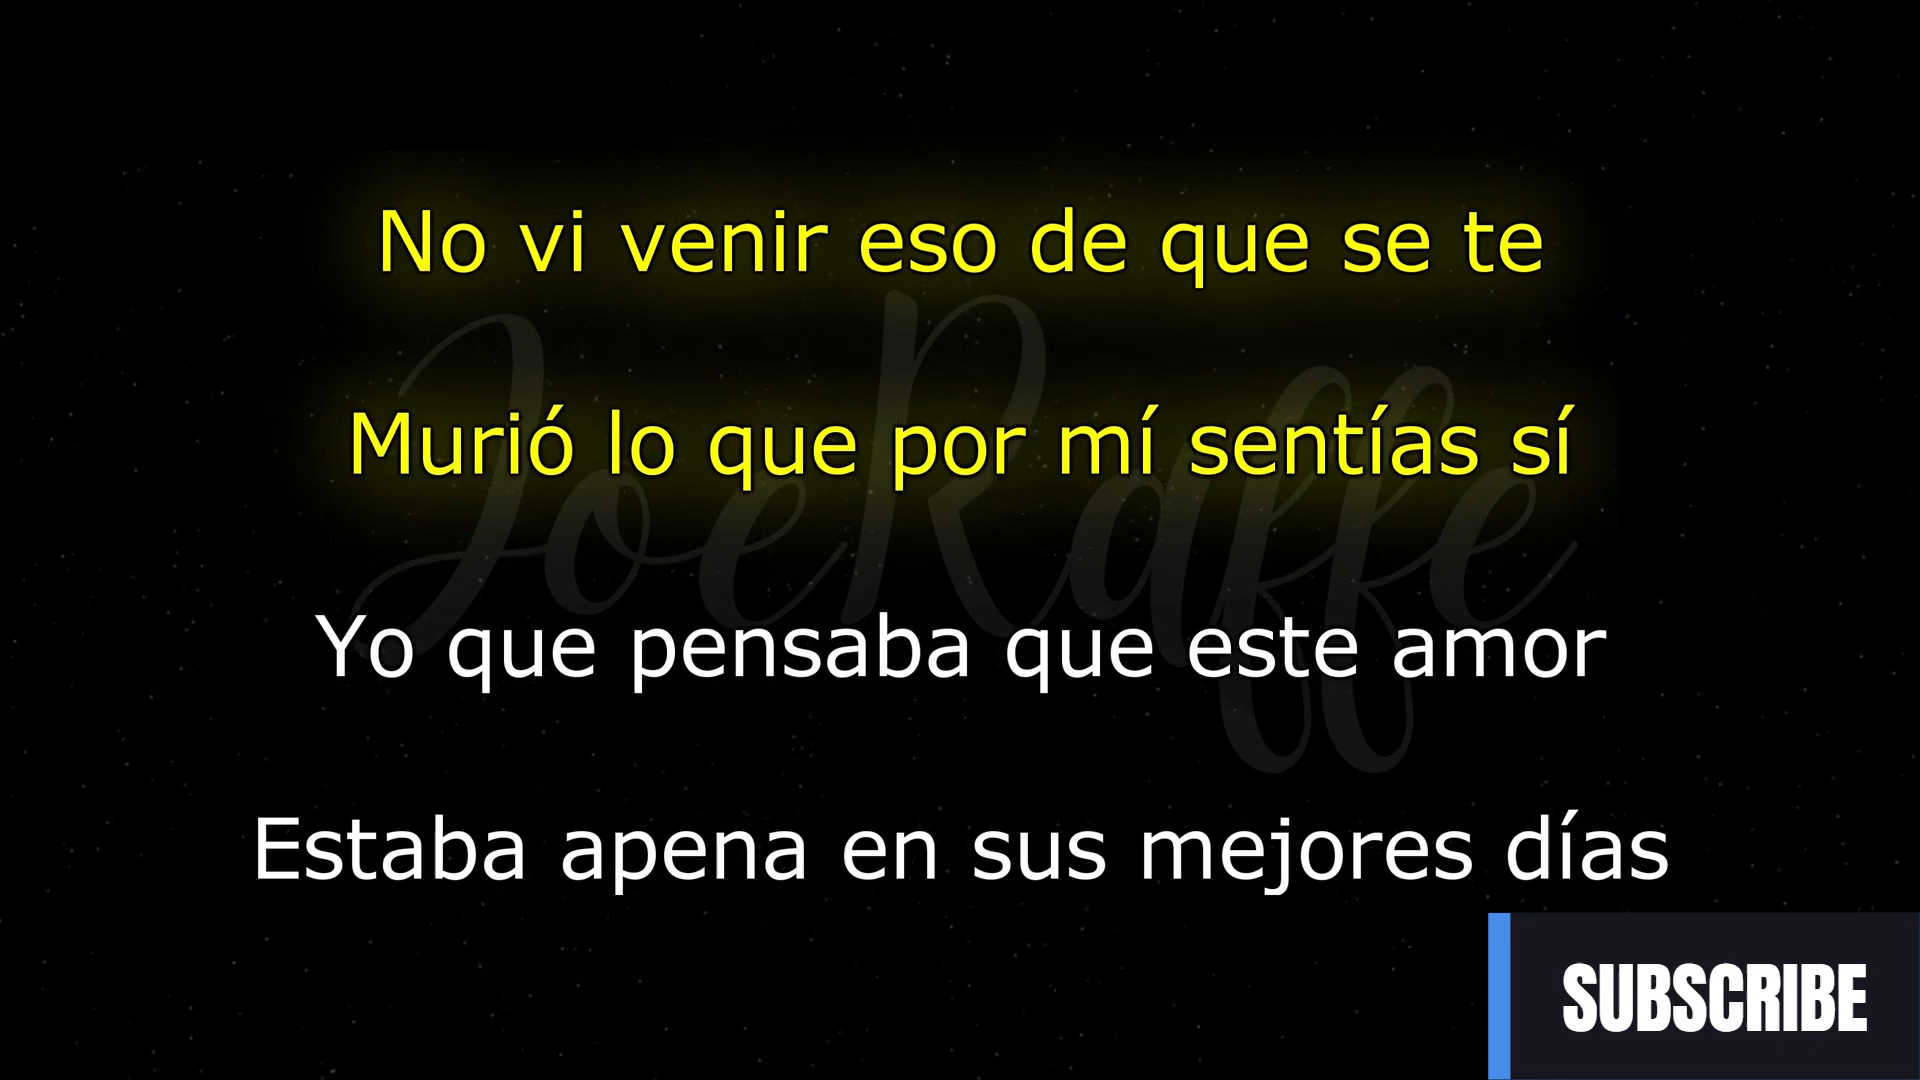 No vi venir eso de que se te
Murió lo que por mí sentías sí
JoeRaffe
Yo que pensaba que este amor
Estaba apena en sus mejores días
SUBSCRIBE